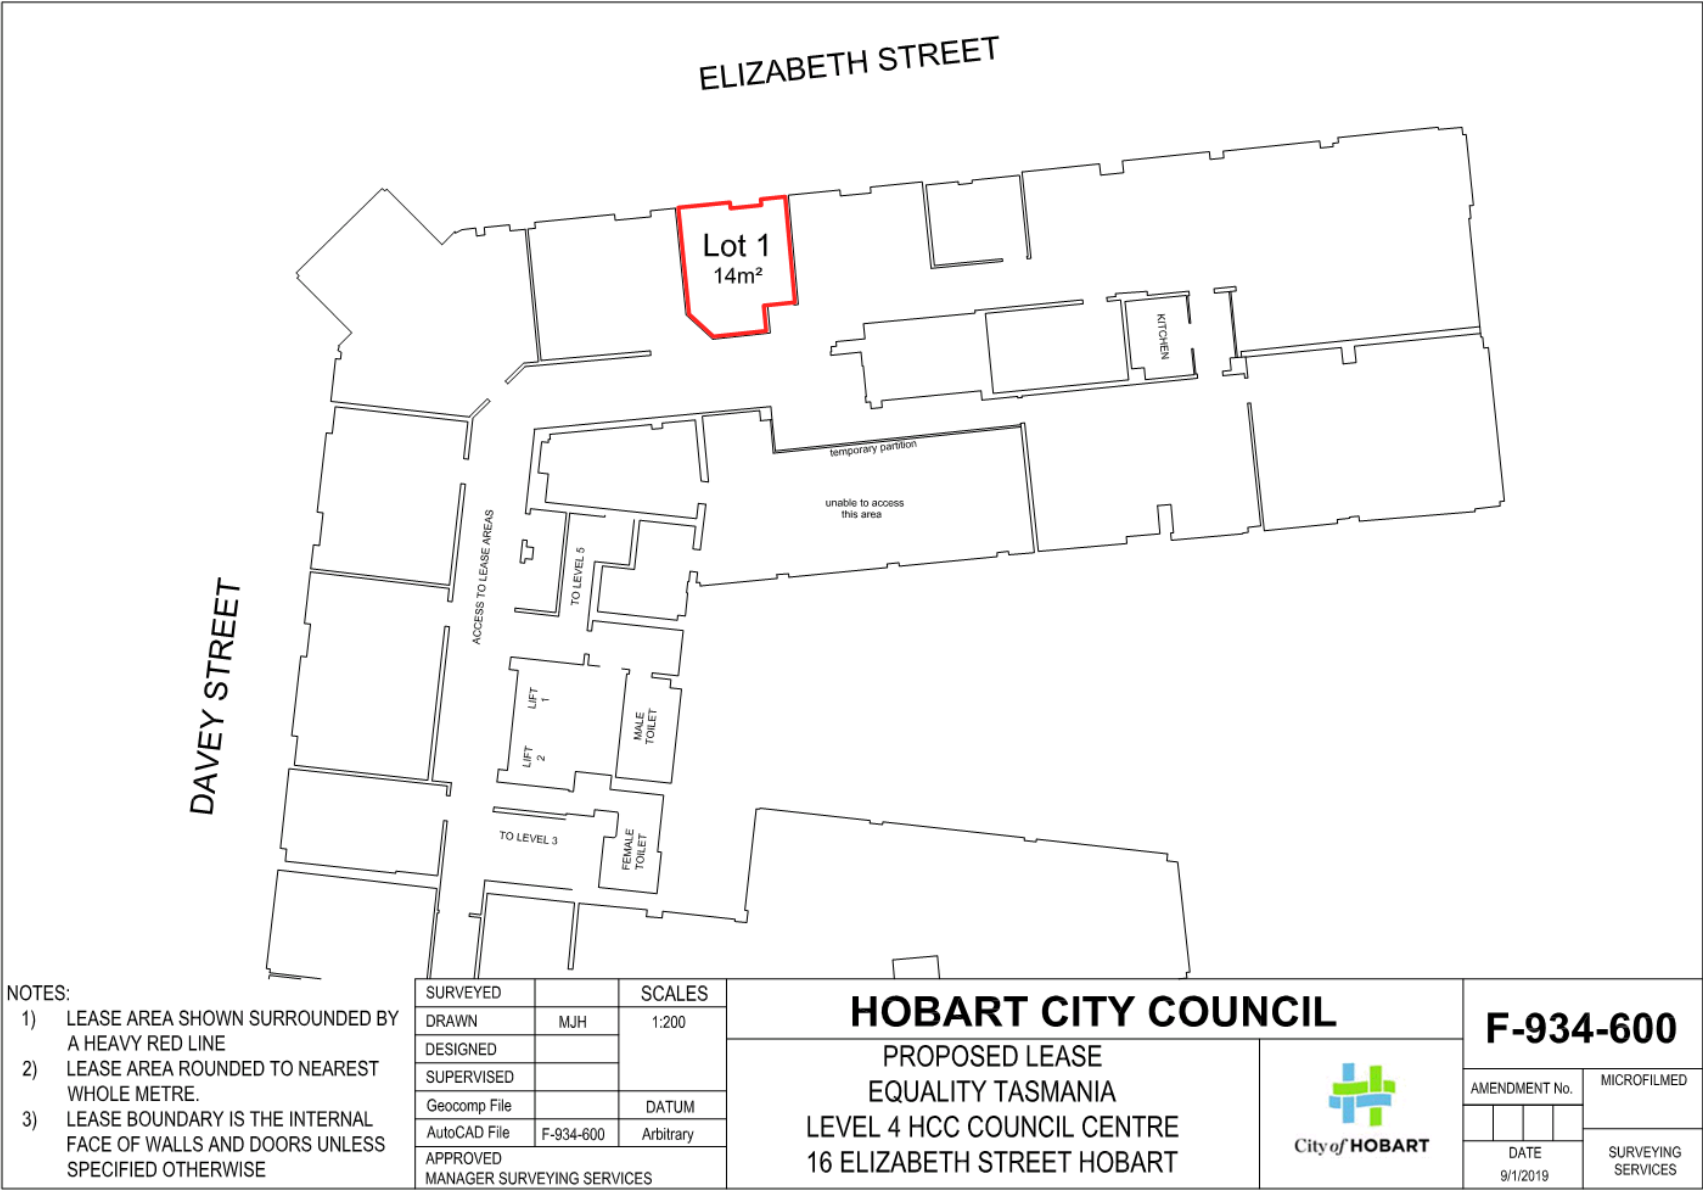 ELIZABETH STREET
Lot 1
14m²
KITCHEN
temporary partition
unable to access
this area
ACCESS TO LEASE AREAS
TO LEVEL 5
DAVEY STREET
LIFT
1
LIFT
2
MALE
TOILET
TO LEVEL 3
FEMALE
TOILET
NOTES:
1) LEASE AREA SHOWN SURROUNDED BY
A HEAVY RED LINE
2) LEASE AREA ROUNDED TO NEAREST
WHOLE METRE.
3) LEASE BOUNDARY IS THE INTERNAL
FACE OF WALLS AND DOORS UNLESS
SPECIFIED OTHERWISE
SURVEYED SCALES
DRAWN MJH 1:200
DESIGNED
SUPERVISED
Geocomp File DATUM
AutoCAD File F-934-600 Arbitrary
APPROVED
MANAGER SURVEYING SERVICES
HOBART CITY COUNCIL
PROPOSED LEASE
EQUALITY TASMANIA
LEVEL 4 HCC COUNCIL CENTRE
16 ELIZABETH STREET HOBART
City of HOBART
F-934-600
AMENDMENT No.
MICROFILMED
DATE
9/1/2019
SURVEYING
SERVICES